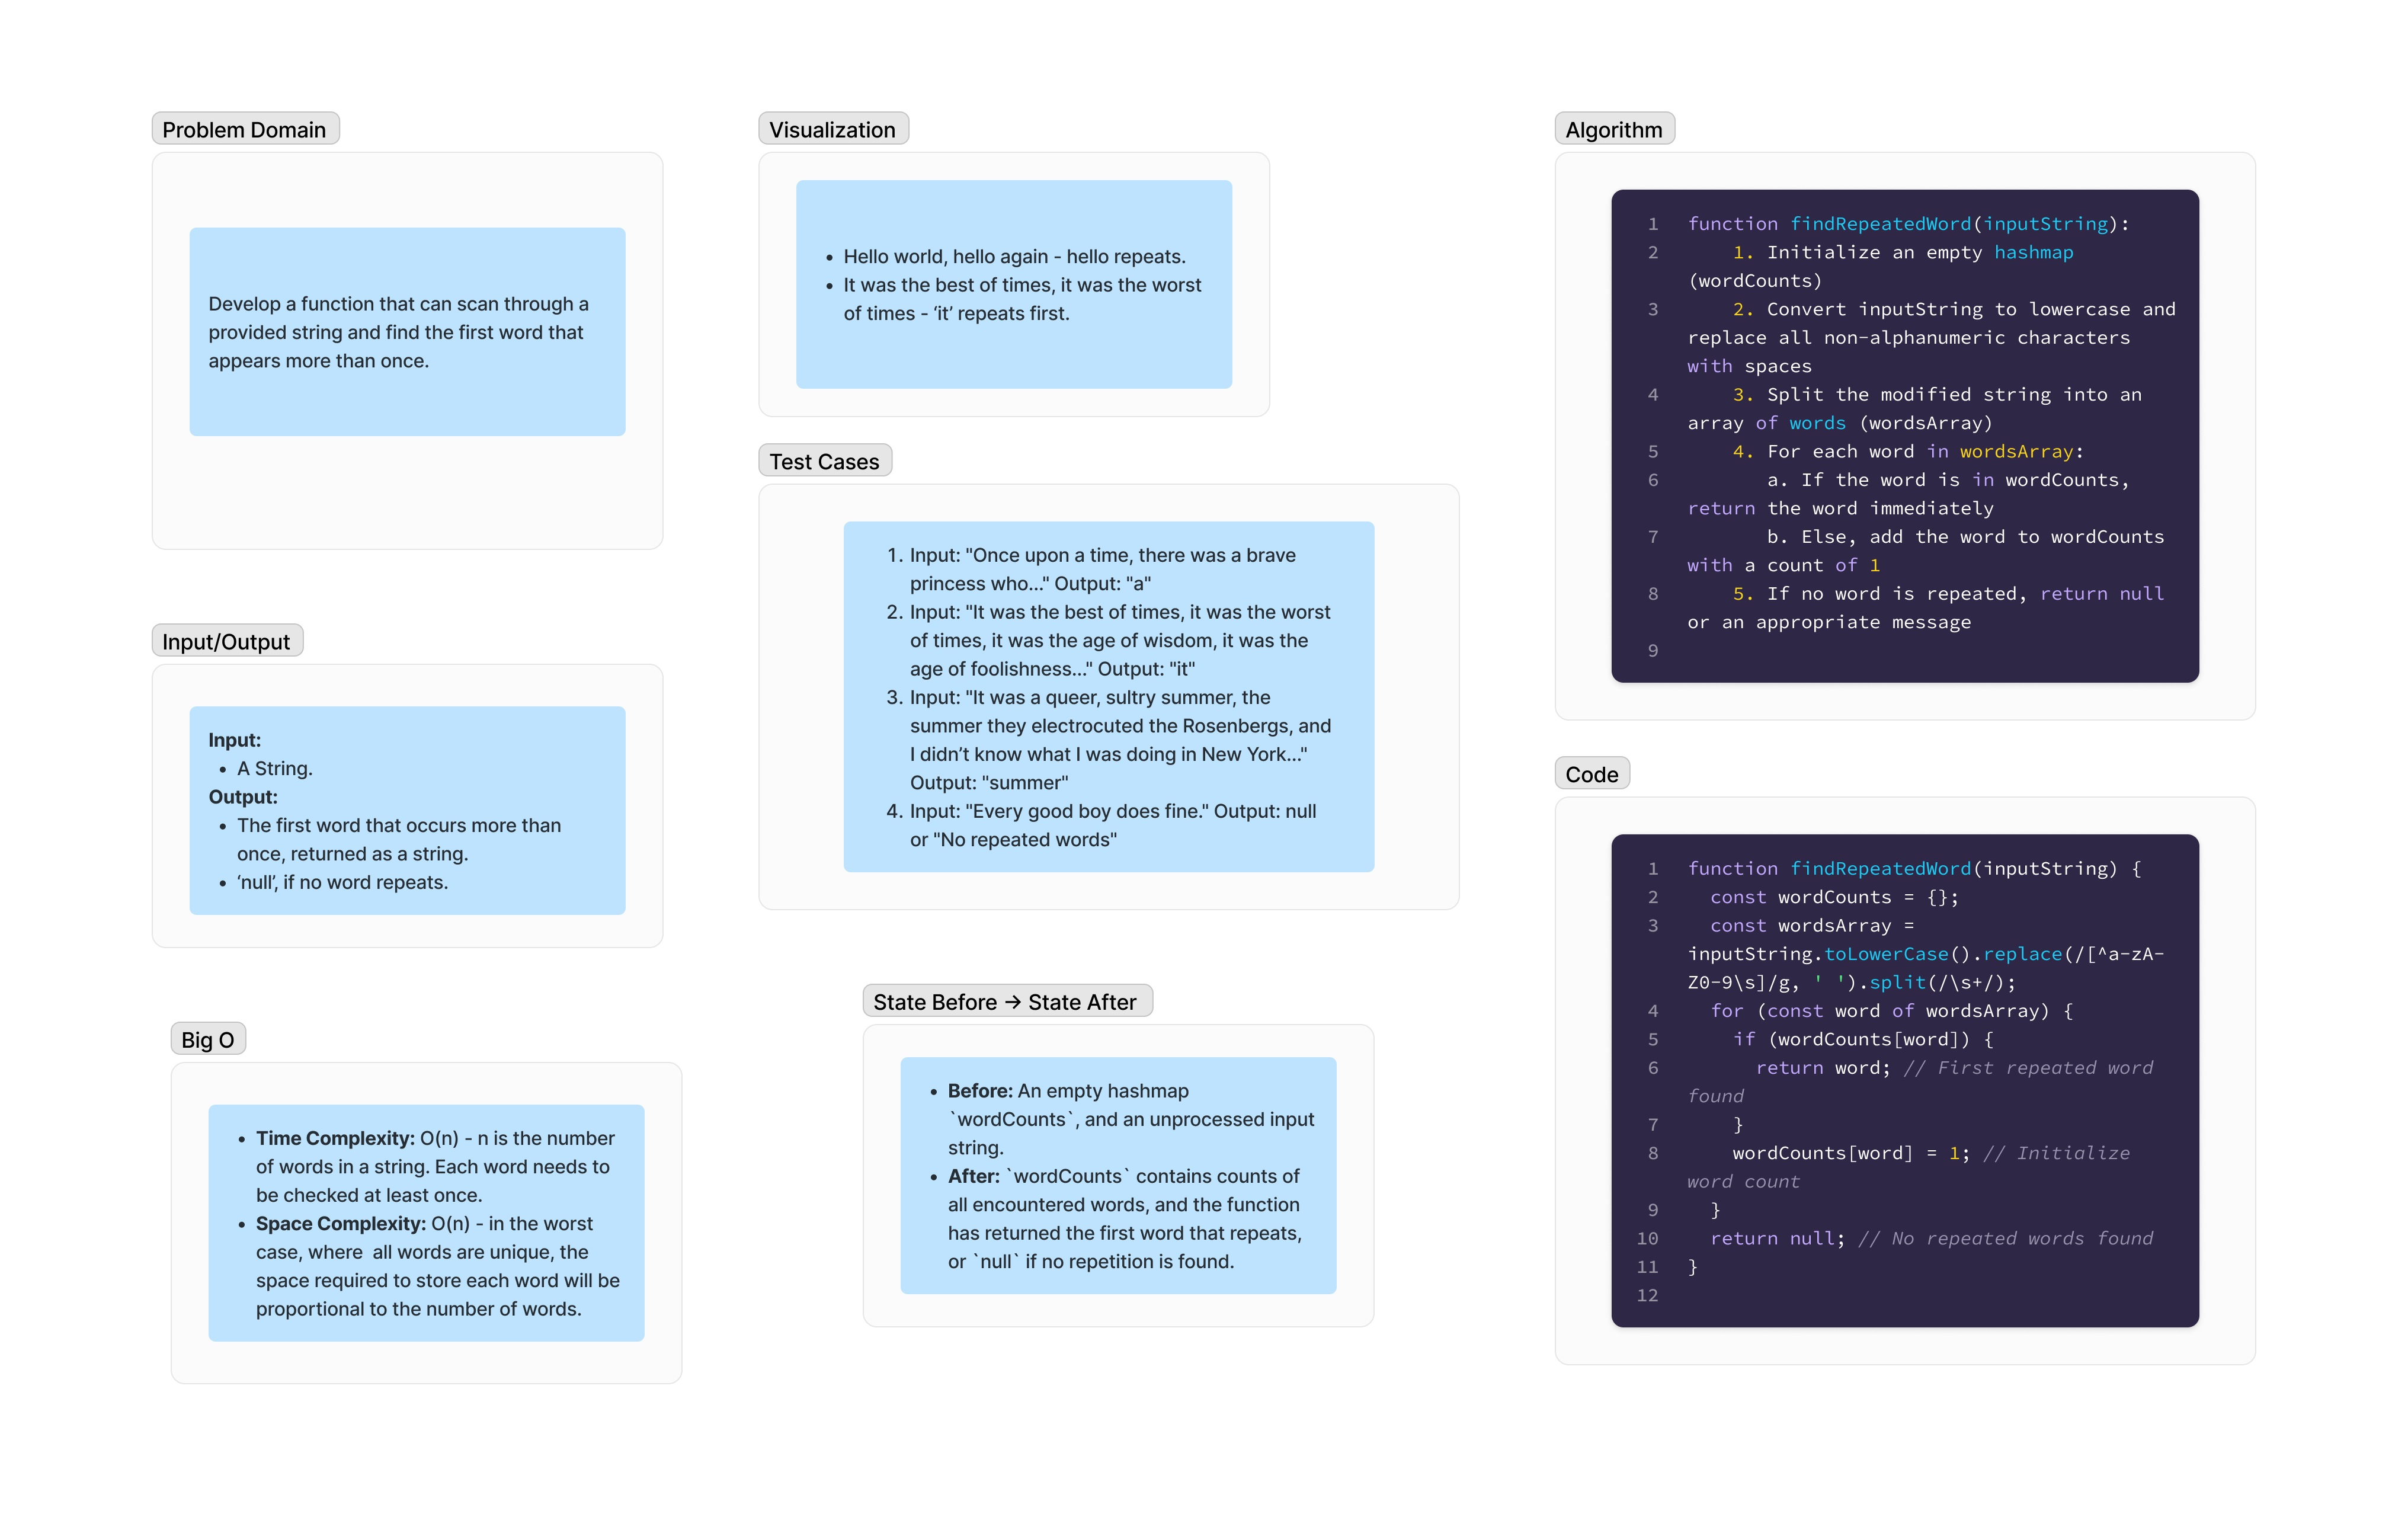 Problem Domain
Develop a function that can scan through a
provided string and find the first word that
appears more than once.
Input/Output
Input:
• A String.
Output:
• The first word that occurs more than
once, returned as a string.
• ‘null’, if no word repeats.
Big O
• Time Complexity: O(n) - n is the number
of words in a string. Each word needs to
be checked at least once.
• Space Complexity: O(n) - in the worst
case, where  all words are unique, the
space required to store each word will be
proportional to the number of words.
Visualization
• Hello world, hello again - hello repeats.
• It was the best of times, it was the worst
of times - ‘it’ repeats first.
Test Cases
1. Input: "Once upon a time, there was a brave
princess who..." Output: "a"
2. Input: "It was the best of times, it was the worst
of times, it was the age of wisdom, it was the
age of foolishness..." Output: "it"
3. Input: "It was a queer, sultry summer, the
summer they electrocuted the Rosenbergs, and
I didn’t know what I was doing in New York..."
Output: "summer"
4. Input: "Every good boy does fine." Output: null
or "No repeated words"
State Before → State After
• Before: An empty hashmap
`wordCounts`, and an unprocessed input
string.
• After: `wordCounts` contains counts of
all encountered words, and the function
has returned the first word that repeats,
or `null` if no repetition is found.
Algorithm
1 function findRepeatedWord(inputString):
2     1. Initialize an empty hashmap
(wordCounts)
3     2. Convert inputString to lowercase and
replace all non-alphanumeric characters
with spaces
4     3. Split the modified string into an
array of words (wordsArray)
5     4. For each word in wordsArray:
6        a. If the word is in wordCounts,
return the word immediately
7        b. Else, add the word to wordCounts
with a count of 1
8     5. If no word is repeated, return null
or an appropriate message
9
Code
1 function findRepeatedWord(inputString) {
2   const wordCounts = {};
3   const wordsArray =
inputString.toLowerCase().replace(/[^a-zA-
Z0-9\s]/g, ' ').split(/\s+/);
4   for (const word of wordsArray) {
5     if (wordCounts[word]) {
6       return word; // First repeated word
found
7     }
8     wordCounts[word] = 1; // Initialize
word count
9   }
10   return null; // No repeated words found
11 }
12